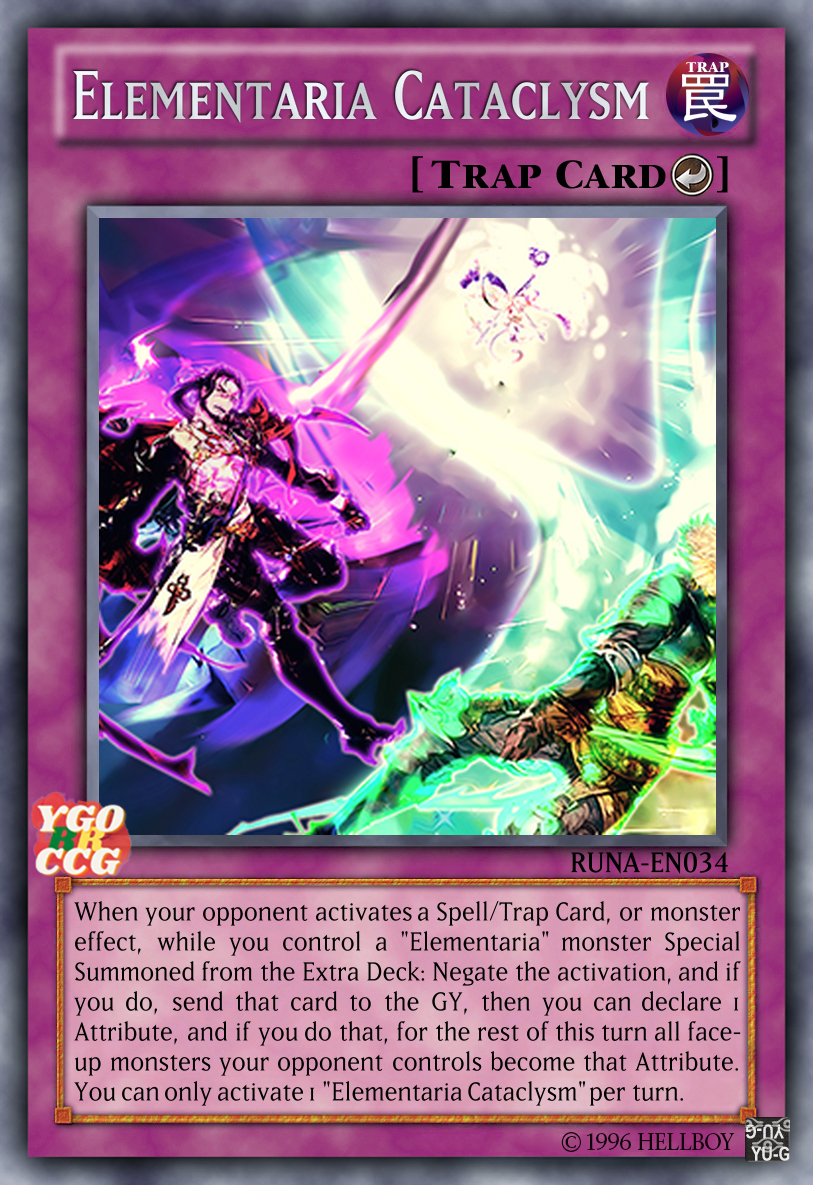 ELEMENTARIA CATACLYSM
TRAP
罠
[TRAP CARD]
YGO
RR
CCG
RUNA-EN034
When your opponent activates a Spell/Trap Card, or monster
effect, while you control a "Elementaria" monster Special
Summoned from the Extra Deck: Negate the activation, and if
you do, send that card to the GY, then you can declare 1
Attribute, and if you do that, for the rest of this turn all face-
up monsters your opponent controls become that Attribute.
You can only activate 1 "Elementaria Cataclysm" per turn.
© 1996 HELLBOY
YU-G
YU-G